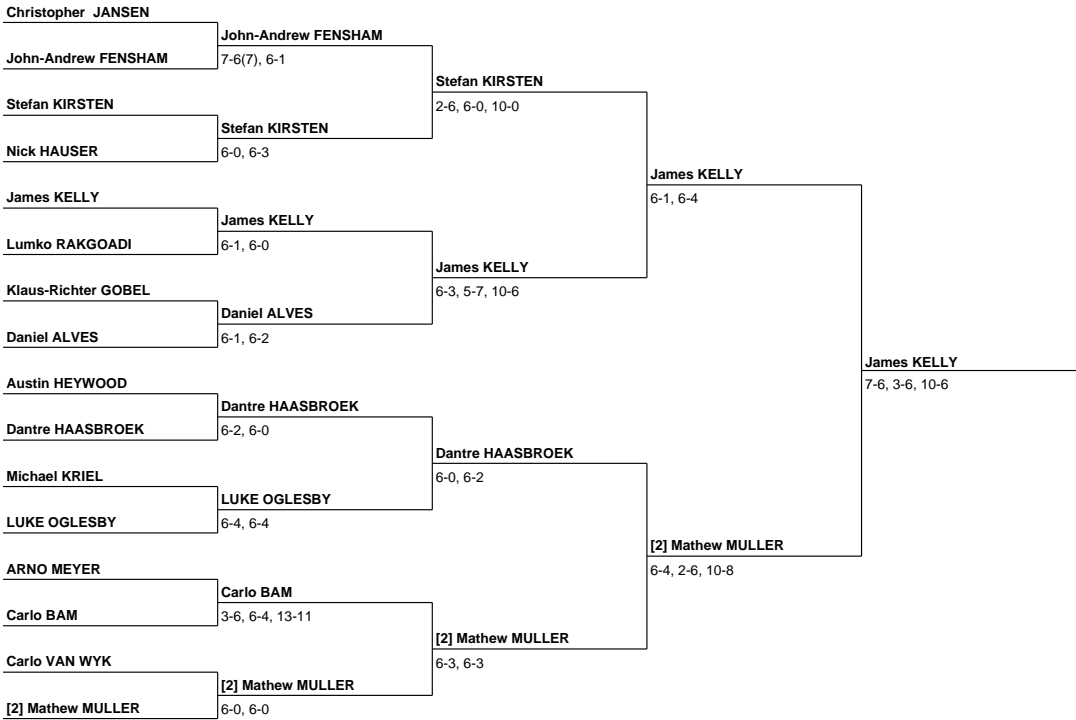 Christopher  JANSEN
John-Andrew FENSHAM
John-Andrew FENSHAM
7-6(7), 6-1
Stefan KIRSTEN
2-6, 6-0, 10-0
Stefan KIRSTEN
Stefan KIRSTEN
Nick HAUSER
6-0, 6-3
James KELLY
6-1, 6-4
James KELLY
James KELLY
Lumko RAKGOADI
6-1, 6-0
James KELLY
6-3, 5-7, 10-6
Klaus-Richter GOBEL
Daniel ALVES
Daniel ALVES
6-1, 6-2
James KELLY
7-6, 3-6, 10-6
Austin HEYWOOD
Dantre HAASBROEK
Dantre HAASBROEK
6-2, 6-0
Dantre HAASBROEK
6-0, 6-2
Michael KRIEL
LUKE OGLESBY
LUKE OGLESBY
6-4, 6-4
[2] Mathew MULLER
6-4, 2-6, 10-8
ARNO MEYER
Carlo BAM
Carlo BAM
3-6, 6-4, 13-11
[2] Mathew MULLER
6-3, 6-3
Carlo VAN WYK
[2] Mathew MULLER
[2] Mathew MULLER
6-0, 6-0